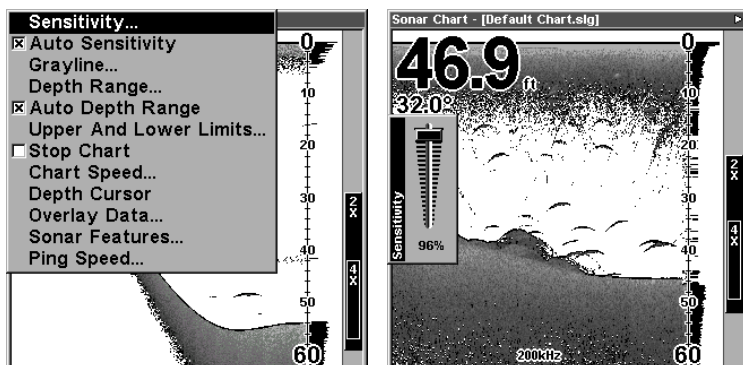 Sensitivity...
Auto Sensitivity
Grayline...
Depth Range...
Auto Depth Range
Upper And Lower Limits...
Stop Chart
Chart Speed...
Depth Cursor
Overlay Data...
Sonar Features...
Ping Speed...
0
10
20
30
40
50
60
2X
4X
Sonar Chart - [Default Chart.slg]
46.9 ft
32.0°
Sensitivity
96%
0
10
20
30
40
50
60
200kHz
2X
4X